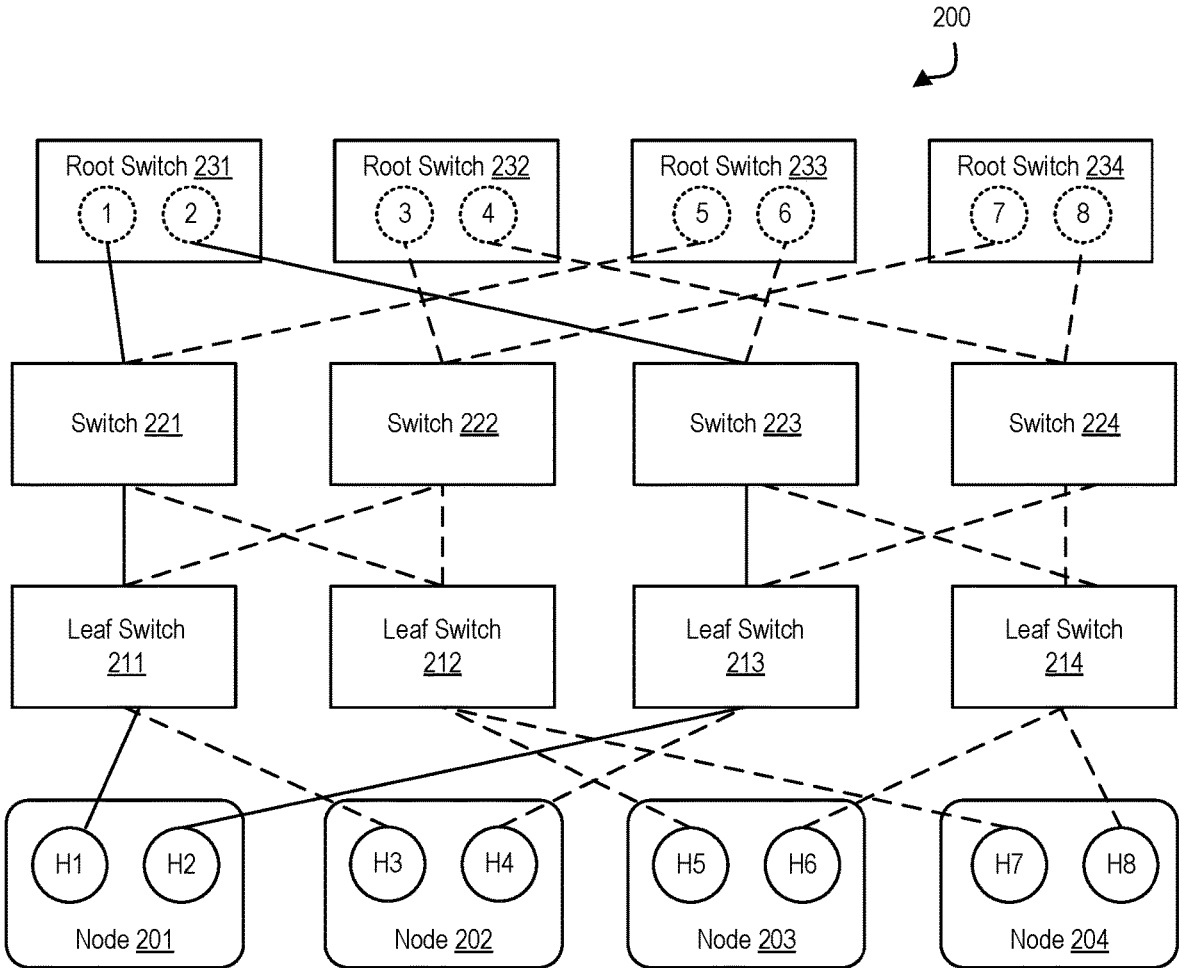 200
Root Switch 231
1
2
Root Switch 232
3
4
Root Switch 233
5
6
Root Switch 234
7
8
Switch 221
Switch 222
Switch 223
Switch 224
Leaf Switch
211
Leaf Switch
212
Leaf Switch
213
Leaf Switch
214
H1
H2
Node 201
H3
H4
Node 202
H5
H6
Node 203
H7
H8
Node 204